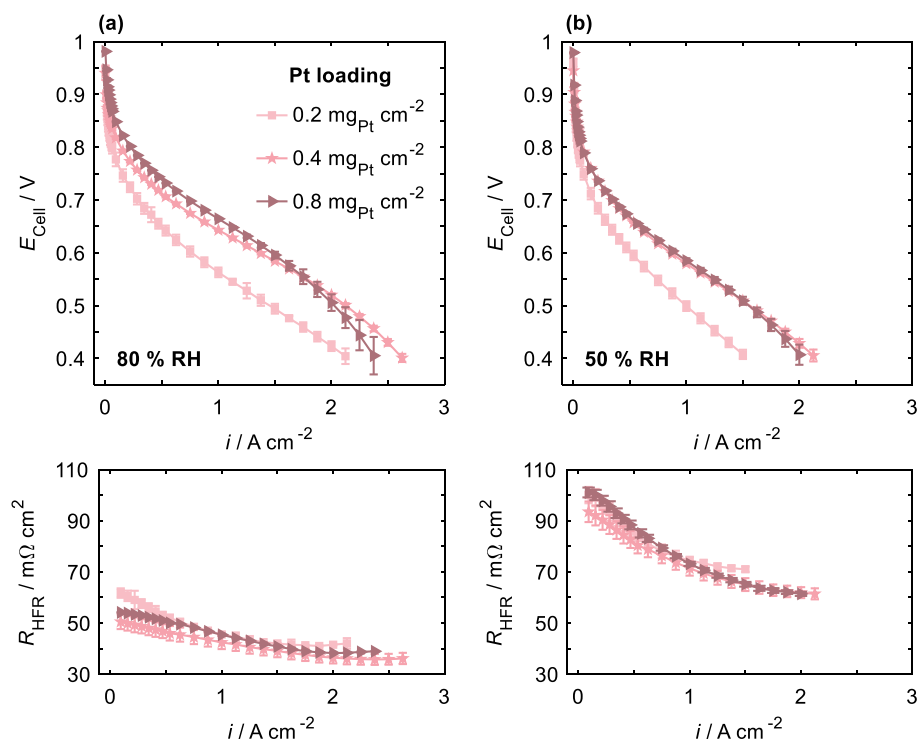 (a)
(b)
1
0.9
0.8
0.7
0.6
0.5
0.4
E_Cell / V
Pt loading
0.2 mg_Pt cm⁻²
0.4 mg_Pt cm⁻²
0.8 mg_Pt cm⁻²
80 % RH
0 1 2 3
i / A cm⁻²
1
0.9
0.8
0.7
0.6
0.5
0.4
E_Cell / V
50 % RH
0 1 2 3
i / A cm⁻²
110
90
70
50
30
R_HFR / mΩ cm²
0 1 2 3
i / A cm⁻²
110
90
70
50
30
R_HFR / mΩ cm²
0 1 2 3
i / A cm⁻²